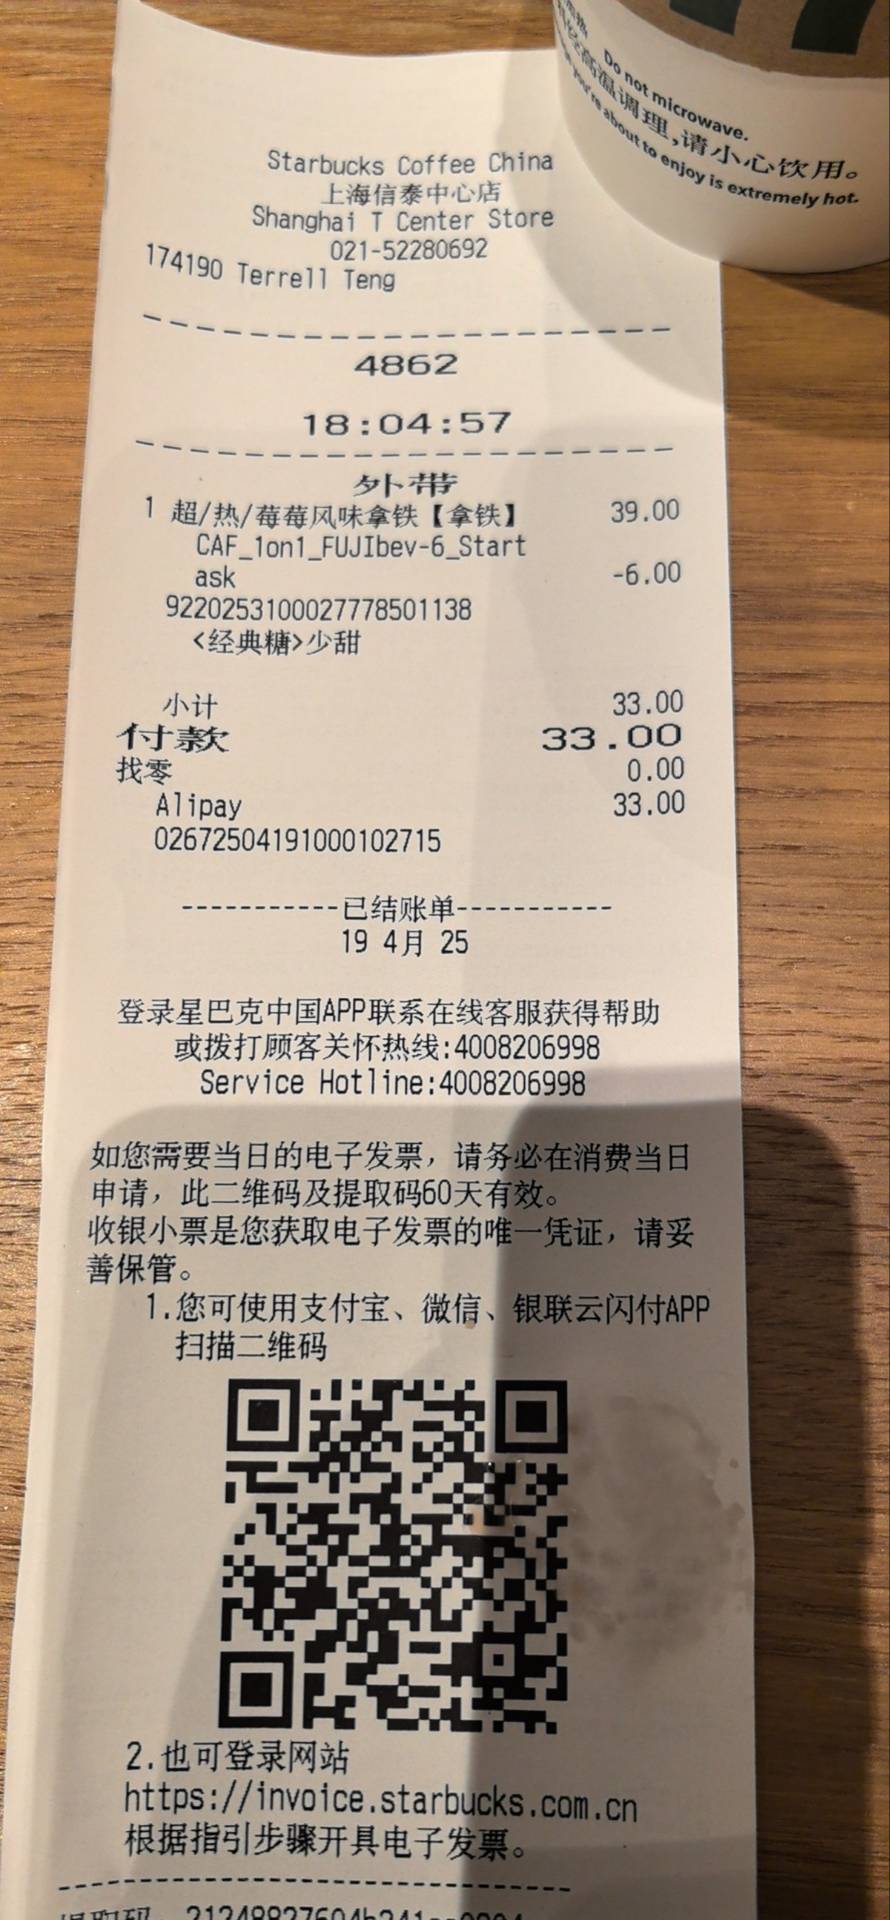 Do not microwave.
高温调理,请小心饮用。
you're about to enjoy is extremely hot.
Starbucks Coffee China
上海信泰中心店
Shanghai T Center Store
021-52280692
174190 Terrell Teng
4862
18:04:57
外带
1 超/热/莓莓风味拿铁【拿铁】 39.00
CAF_1on1_FUJIbev-6_Start
ask -6.00
9220253100027778501138
<经典糖>少甜
小计 33.00
付款 33.00
找零 0.00
Alipay 33.00
02672504191000102715
-----------已结账单-----------
19 4月 25
登录星巴克中国APP联系在线客服获得帮助
或拨打顾客关怀热线:4008206998
Service Hotline:4008206998
如您需要当日的电子发票，请务必在消费当日
申请，此二维码及提取码60天有效。
收银小票是您获取电子发票的唯一凭证，请妥
善保管。
1.您可使用支付宝、微信、银联云闪付APP
扫描二维码
2.也可登录网站
https://invoice.starbucks.com.cn
根据指引步骤开具电子发票。